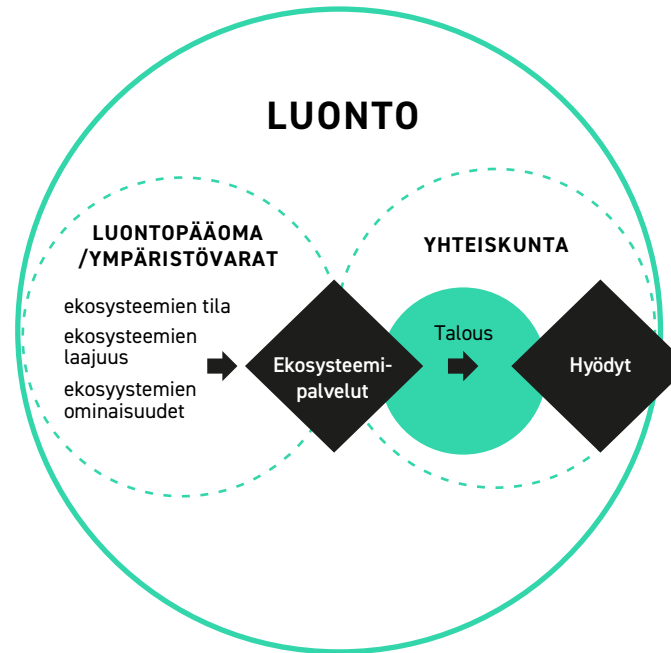 LUONTO
LUONTOPÄÄOMA
/YMPÄRISTÖVARAT
ekosysteemien tila
ekosysteemien
laajuus
ekosyystemien
ominaisuudet
Ekosysteemi-
palvelut
YHTEISKUNTA
Talous
Hyödyt